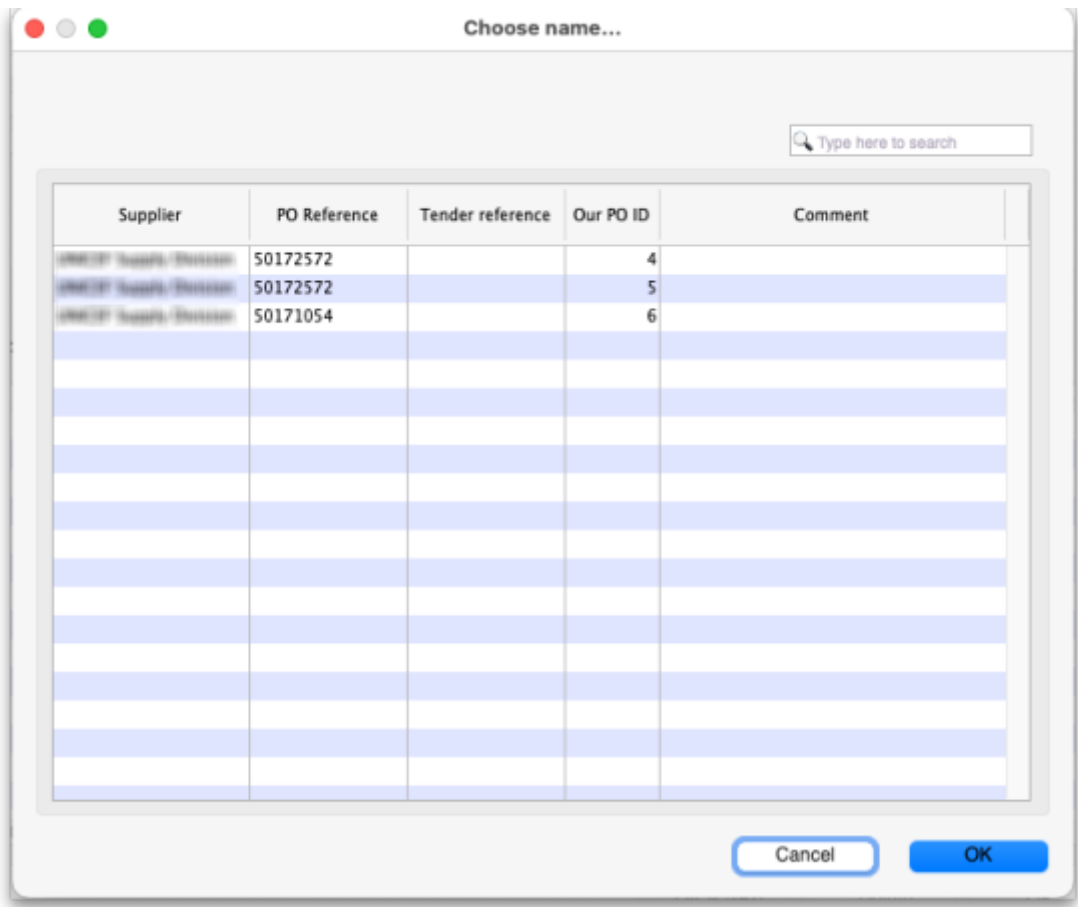 Choose name...
Type here to search
Supplier PO Reference Tender reference Our PO ID Comment
50172572 4
50172572 5
50171054 6
Cancel OK